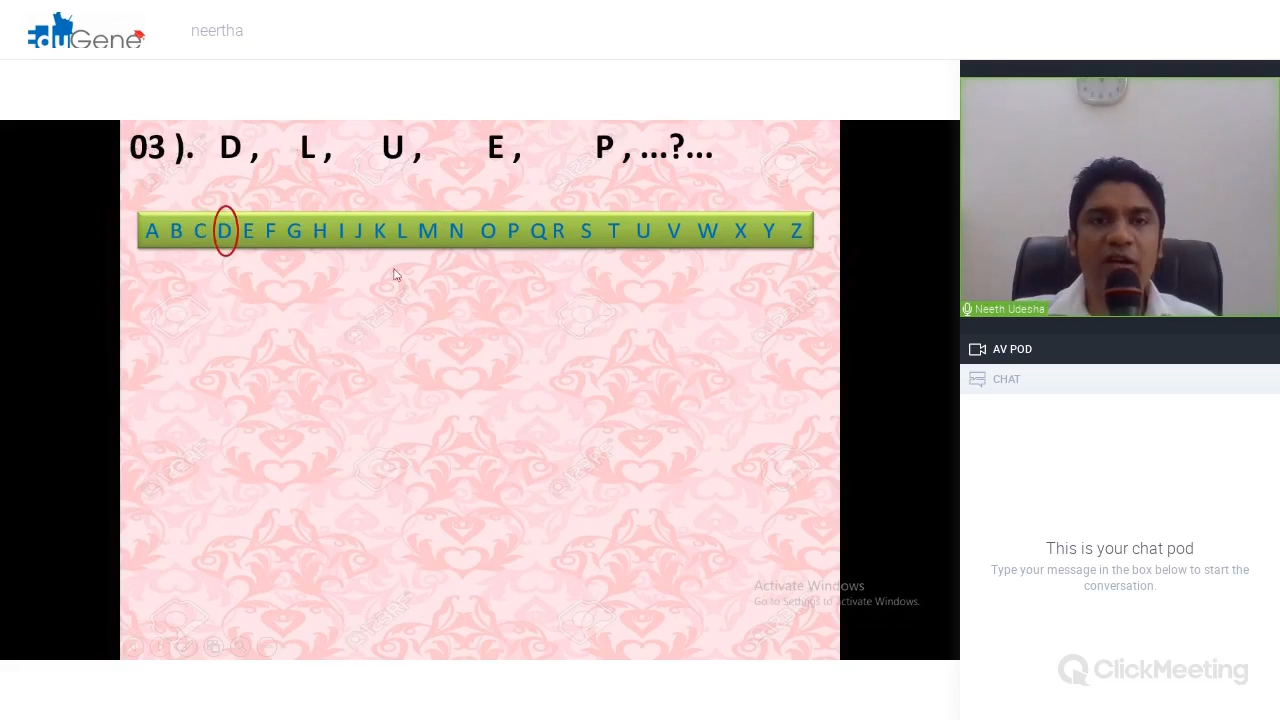 EduGene
neertha
03 ). D , L , U , E , P , ...?...
A B C D E F G H I J K L M N O P Q R S T U V W X Y Z
Neeth Udesha
AV POD
CHAT
This is your chat pod
Type your message in the box below to start the
conversation.
Activate Windows
Go to Settings to activate Windows.
ClickMeeting